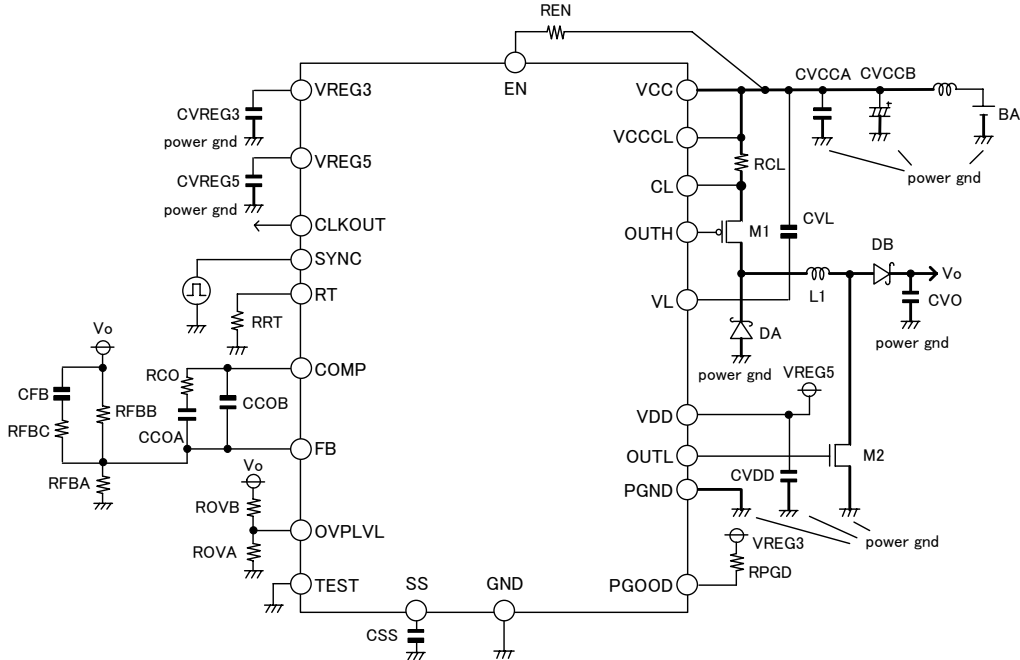 REN
EN
VREG3
CVREG3
power gnd
VREG5
CVREG5
power gnd
CLKOUT
SYNC
RT
RRT
Vo
COMP
RCO
CFB
RFBB
CCOB
RFBC
CCOA
FB
RFBA
Vo
ROVB
OVPLVL
ROVA
TEST
SS
GND
CSS
VCC
CVCCA
CVCCB
+
BA
VCCCL
RCL
power gnd
CL
OUTH
M1
CVL
DB
Vo
VL
L1
CVO
DA
power gnd
power gnd
VREG5
VDD
OUTL
M2
CVDD
PGND
power gnd
VREG3
RPGD
PGOOD